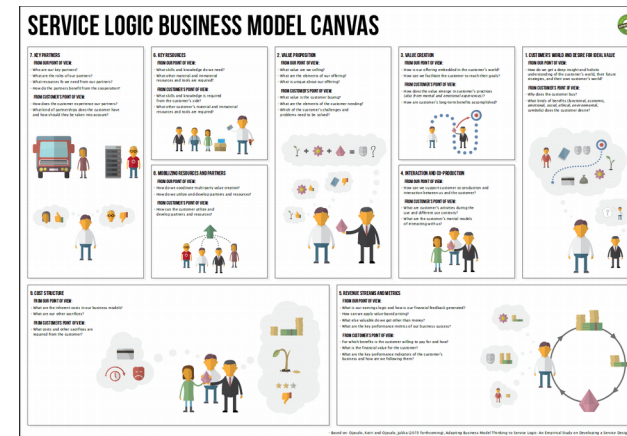 SERVICE LOGIC BUSINESS MODEL CANVAS
7. KEY PARTNERS
FROM OUR POINT OF VIEW:
- Who are our key partners?
- What are the roles of our partners?
- What resources do we need from our partners?
- How do the partners benefit from the cooperation?
FROM CUSTOMER'S POINT OF VIEW:
- How does the customer experience our partners?
- What kind of partnerships does the customer have
and how should they be taken into account?
6. KEY RESOURCES
FROM OUR POINT OF VIEW:
- What skills and knowledge do we need?
- What other material and immaterial
resources and tools are required?
FROM CUSTOMER'S POINT OF VIEW:
- What skills and knowledge is required
from the customer's side?
- What other customer's material and immaterial
resources and tools are required?
8. MOBILIZING RESOURCES AND PARTNERS
FROM OUR POINT OF VIEW:
- How do we coordinate multi-party value creation?
- How do we utilize and develop partners and resources?
FROM CUSTOMER'S POINT OF VIEW:
- How can the customer utilize and
develop partners and resources?
2. VALUE PROPOSITION
FROM OUR POINT OF VIEW:
- What value are we selling?
- What are the elements of our offering?
- What is unique about our offering?
FROM CUSTOMER'S POINT OF VIEW:
- What value is the customer buying?
- What are the elements of the customer needing?
- Which of the customer's challenges and
problems need to be solved?
3. VALUE CREATION
FROM OUR POINT OF VIEW:
- How is our offering embedded in the customer's world?
- How can we facilitate the customer to reach their goals?
FROM CUSTOMER'S POINT OF VIEW:
- How does the value emerge in customer's practices
(also from mental and emotional experiences)?
- How are customer's long-term benefits accomplished?
4. INTERACTION AND CO-PRODUCTION
FROM OUR POINT OF VIEW:
- How can we support customer co-production and
interaction between us and the customer?
FROM CUSTOMER'S POINT OF VIEW:
- What are customer's activities during the
use and different use contexts?
- What are the customer's mental models
of interacting with us?
1. CUSTOMER'S WORLD AND DESIRE FOR IDEAL VALUE
FROM OUR POINT OF VIEW:
- How do we get a deep insight and holistic
understanding of the customer's world, their future
strategies, and their own customer's world?
FROM CUSTOMER'S POINT OF VIEW:
- Why does the customer buy?
- What kinds of benefits (functional, economic,
emotional, social, ethical, environmental,
symbolic) does the customer desire?
9. COST STRUCTURE
FROM OUR POINT OF VIEW:
- What are the inherent costs in our business models?
- What are our other sacrifices?
FROM CUSTOMER'S POINT OF VIEW:
- What costs and other sacrifices are
required from the customer?
5. REVENUE STREAMS AND METRICS
FROM OUR POINT OF VIEW:
- What is our earnings logic and how is our financial feedback generated?
- How can we apply value based pricing?
- What else valuable do we get other than money?
- What are the key performance metrics of our business success?
FROM CUSTOMER'S POINT OF VIEW:
- For which benefits is the customer willing to pay for and how?
- What is the financial value for the customer?
- What are the key performance indicators of the customer's
business and how are we following them?
Based on: Ojasalo, Katri and Ojasalo, Jukka (2015 forthcoming). Adapting Business Model Thinking to Service Logic: An Empirical Study on Developing a Service Design